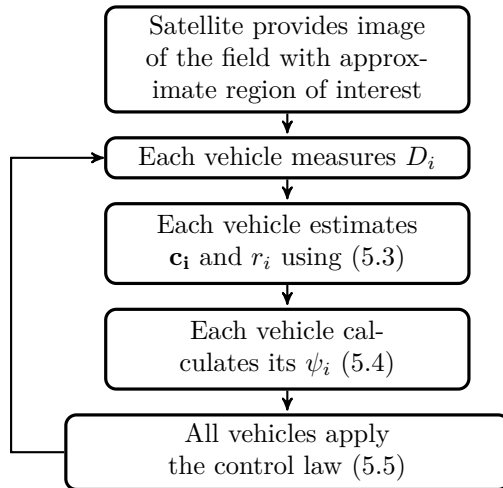 Satellite provides image
of the field with approx-
imate region of interest
Each vehicle measures D_i
Each vehicle estimates
c_i and r_i using (5.3)
Each vehicle cal-
culates its ψ_i (5.4)
All vehicles apply
the control law (5.5)